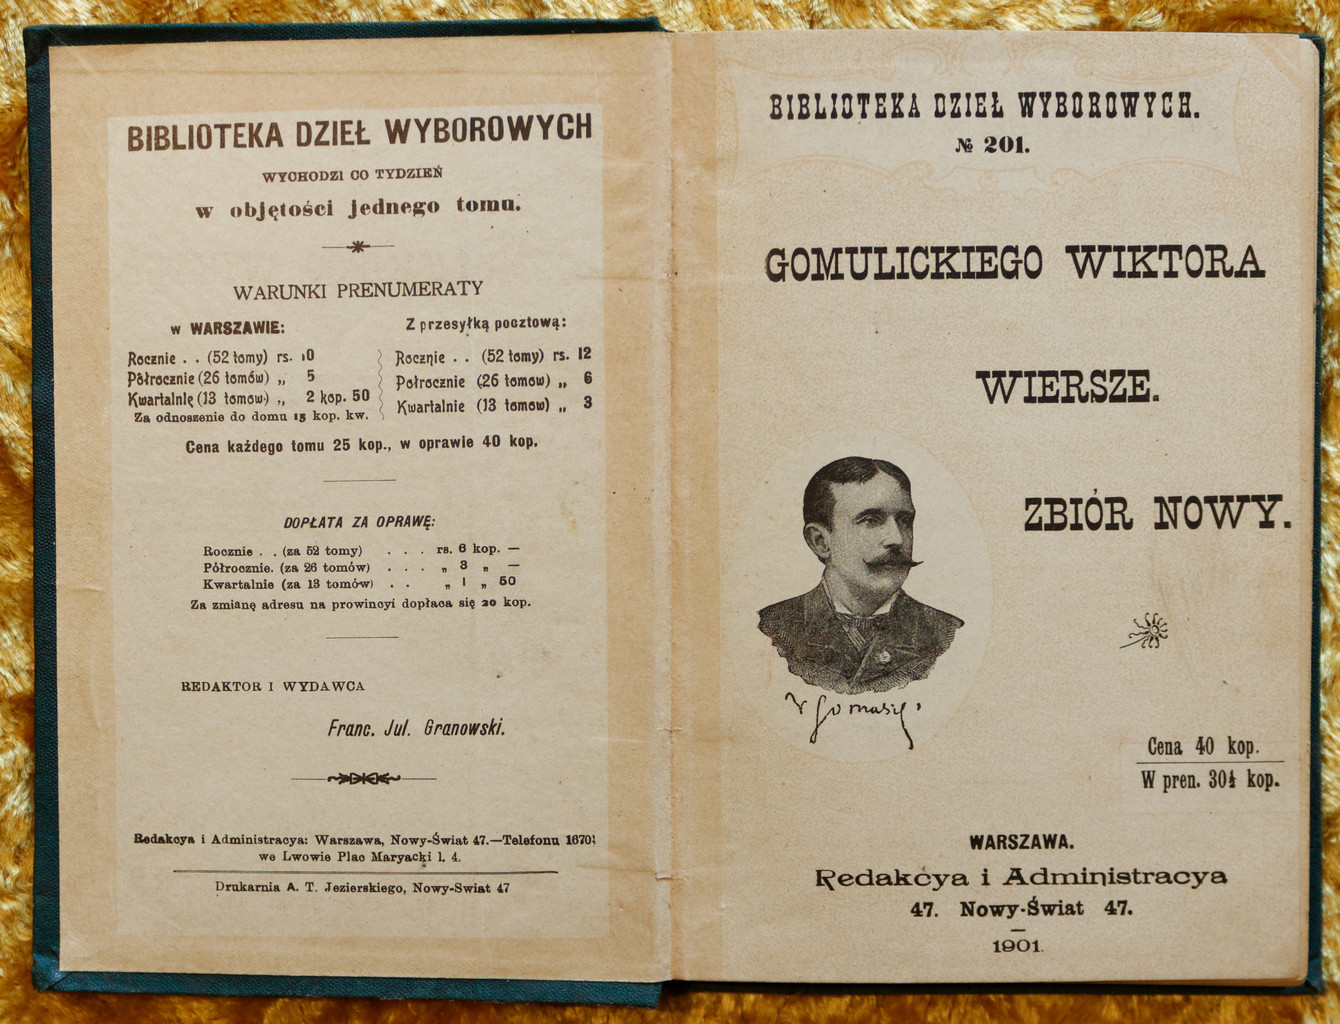 BIBLIOTEKA DZIEŁ WYBOROWYCH
WYCHODZI CO TYDZIEŃ
w objętości jednego tomu.
WARUNKI PRENUMERATY
w WARSZAWIE:
Rocznie . . (52 tomy) rs. 10
Półrocznie (26 tomów) „ 5
Kwartalnie (13 tomow) „ 2 kop. 50
Za odnoszenie do domu 15 kop. kw.
Z przesyłką pocztową:
Rocznie . . (52 tomy) rs. 12
Połrocznie (26 tomow) „ 6
Kwartalnie (13 tomow) „ 3
Cena każdego tomu 25 kop., w oprawie 40 kop.
DOPŁATA ZA OPRAWĘ:
Rocznie . . (za 52 tomy) . . . rs. 6 kop. —
Półrocznie. (za 26 tomów) . . . „ 3 „ —
Kwartalnie (za 13 tomów) . . „ 1 „ 50
Za zmianę adresu na prowincyi dopłaca się 20 kop.
REDAKTOR I WYDAWCA
Franc. Jul. Granowski.
Redakcya i Administracya: Warszawa, Nowy-Świat 47.—Telefonu 1670
we Lwowie Plac Maryacki l. 4.
Drukarnia A. T. Jezierskiego, Nowy-Swiat 47
BIBLIOTEKA DZIEŁ WYBOROWYCH.
№ 201.
GOMULICKIEGO WIKTORA
WIERSZE.
ZBIÓR NOWY.
Cena 40 kop.
W pren. 30½ kop.
WARSZAWA.
Redakcya i Administracya
47. Nowy-Świat 47.
1901.